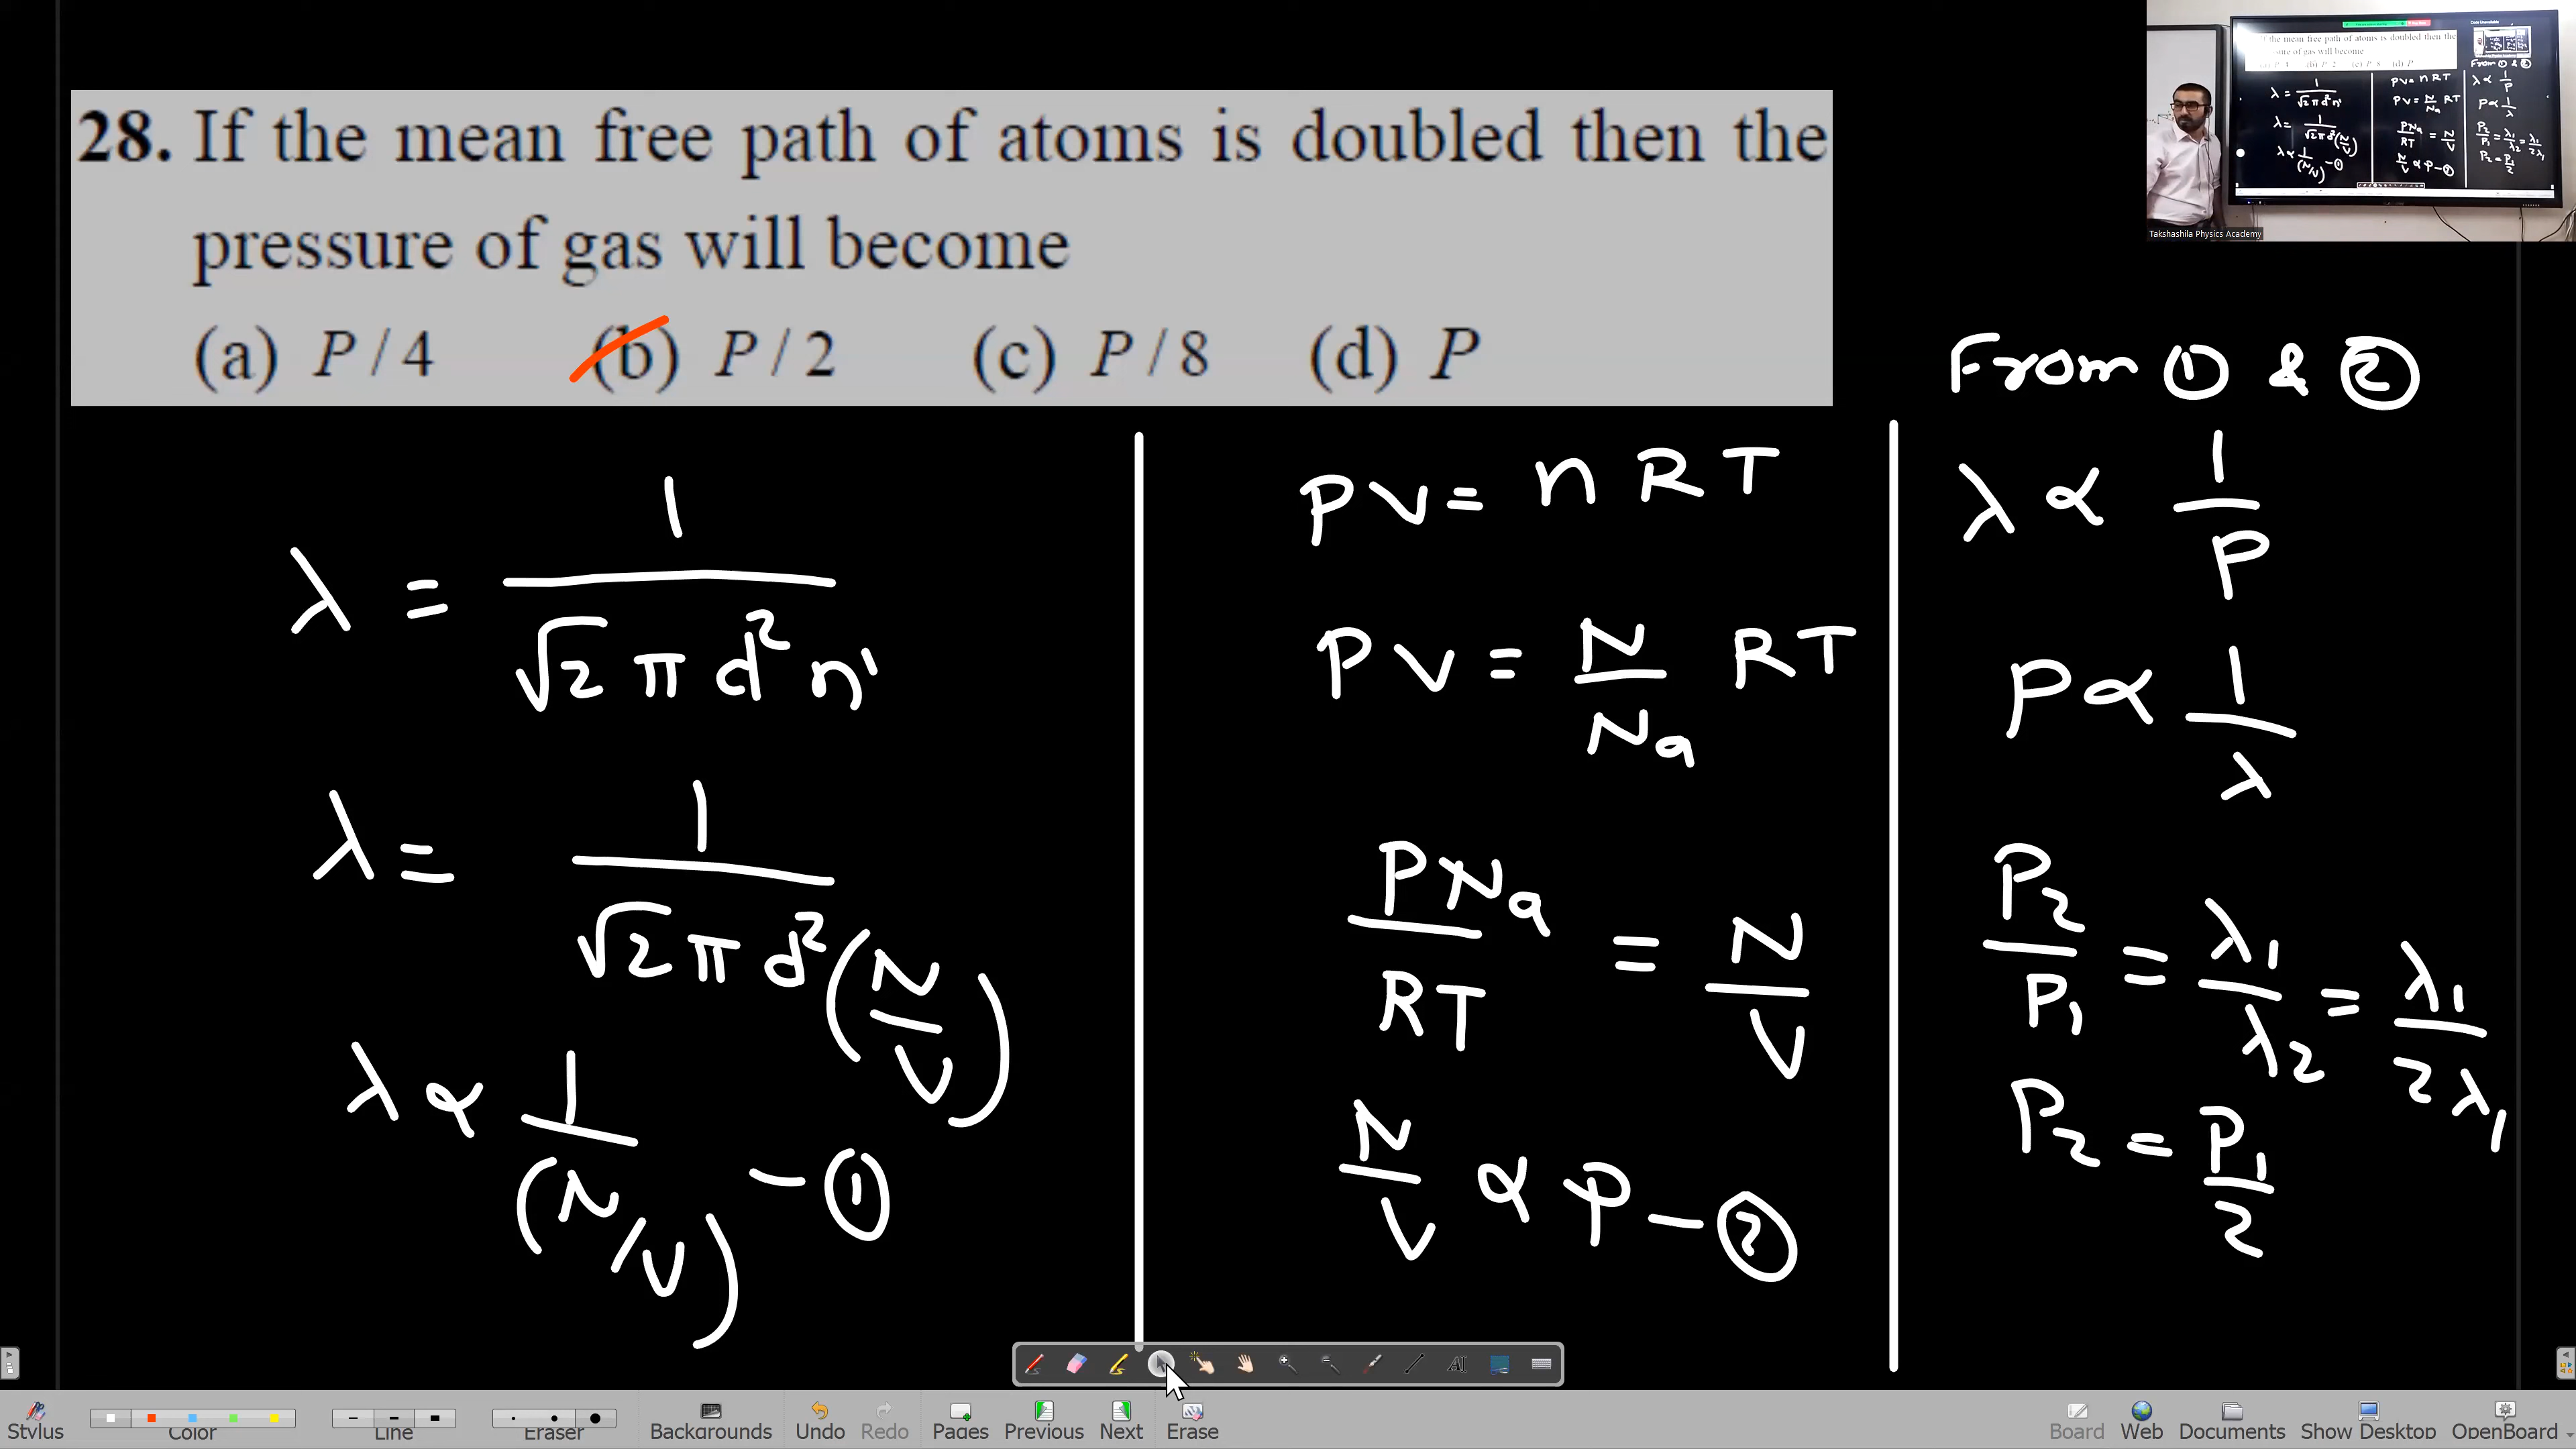 28. If the mean free path of atoms is doubled then the
pressure of gas will become
(a) P / 4 (b) P / 2 (c) P / 8 (d) P
λ = 1 / √2 π d² n'
λ = 1 / √2 π d² (N/V)
λ ∝ 1 / (N/V) - ①
PV = nRT
PV = N/Na RT
PNa/RT = N/V
N/V ∝ P - ②
From ① & ②
λ ∝ 1/P
P ∝ 1/λ
P2/P1 = λ1/λ2 = λ1/2λ1
P2 = P1/2
Takshashila Physics Academy
Stylus Color Line Eraser Backgrounds Undo Redo Pages Previous Next Erase Board Web Documents Show Desktop OpenBoard